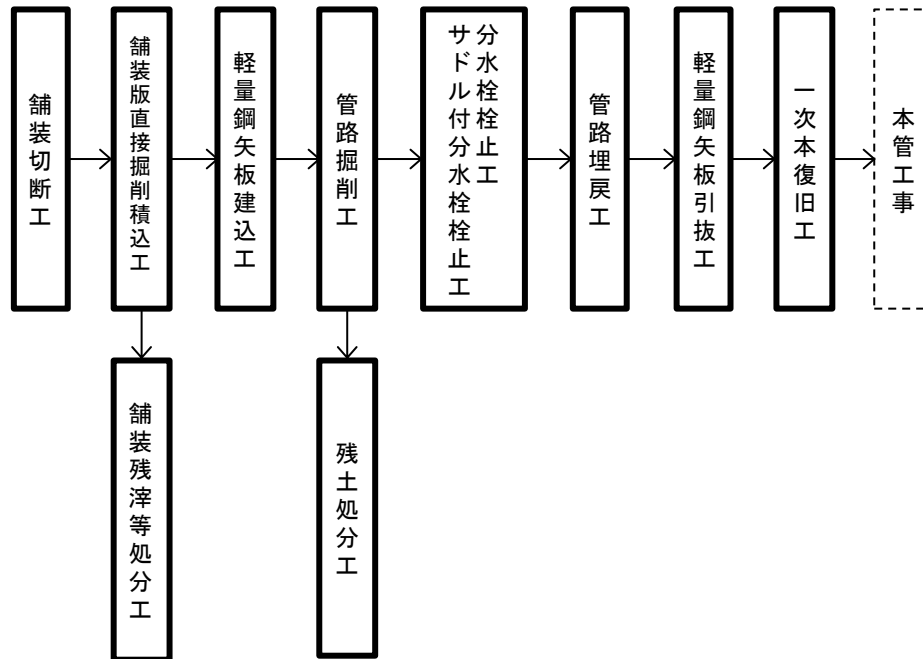 舗装切断工
舗装版直接掘削積込工
軽量鋼矢板建込工
管路掘削工
分水栓栓止工
サドル付分水栓栓止工
管路埋戻工
軽量鋼矢板引抜工
一次本復旧工
本管工事
舗装残滓等処分工
残土処分工